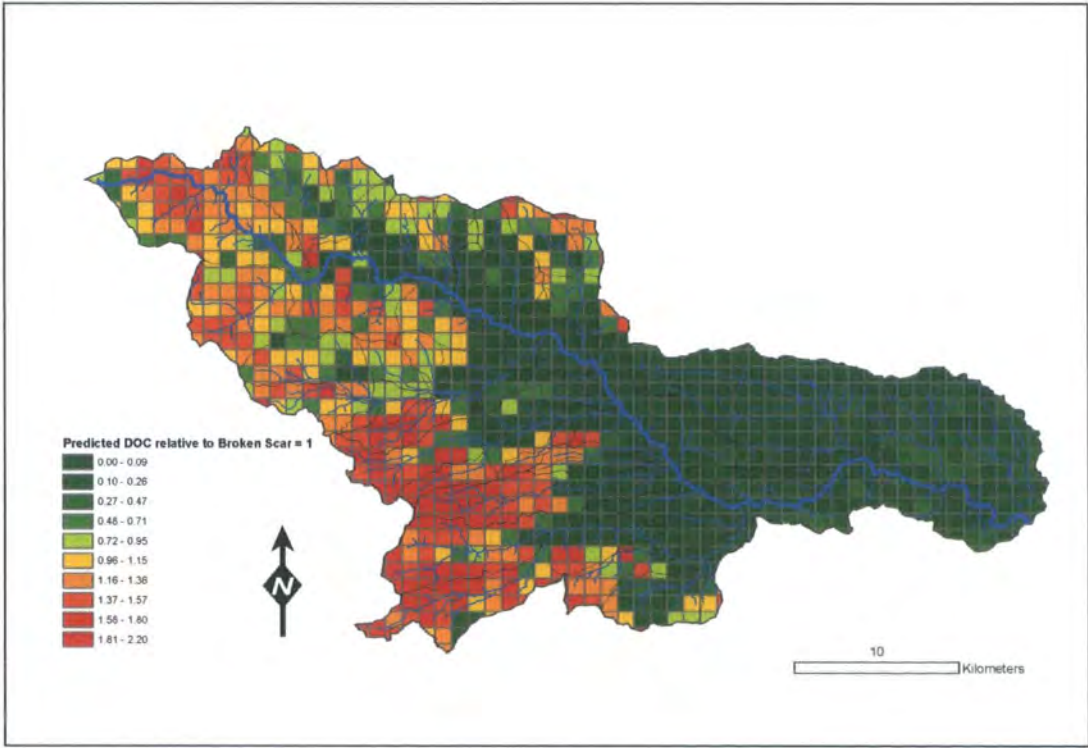 Predicted DOC relative to Broken Scar = 1
0.00 - 0.09
0.10 - 0.26
0.27 - 0.47
0.48 - 0.71
0.72 - 0.95
0.96 - 1.15
1.16 - 1.36
1.37 - 1.57
1.58 - 1.80
1.81 - 2.20
N
10
Kilometers